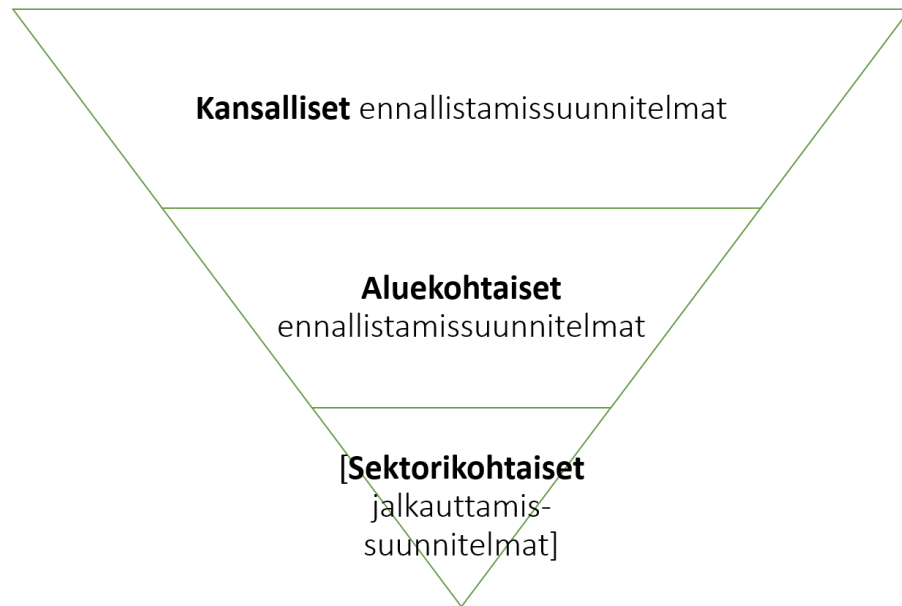 Kansalliset ennallistamissuunnitelmat
Aluekohtaiset
ennallistamissuunnitelmat
[Sektorikohtaiset
jalkauttamis-
suunnitelmat]